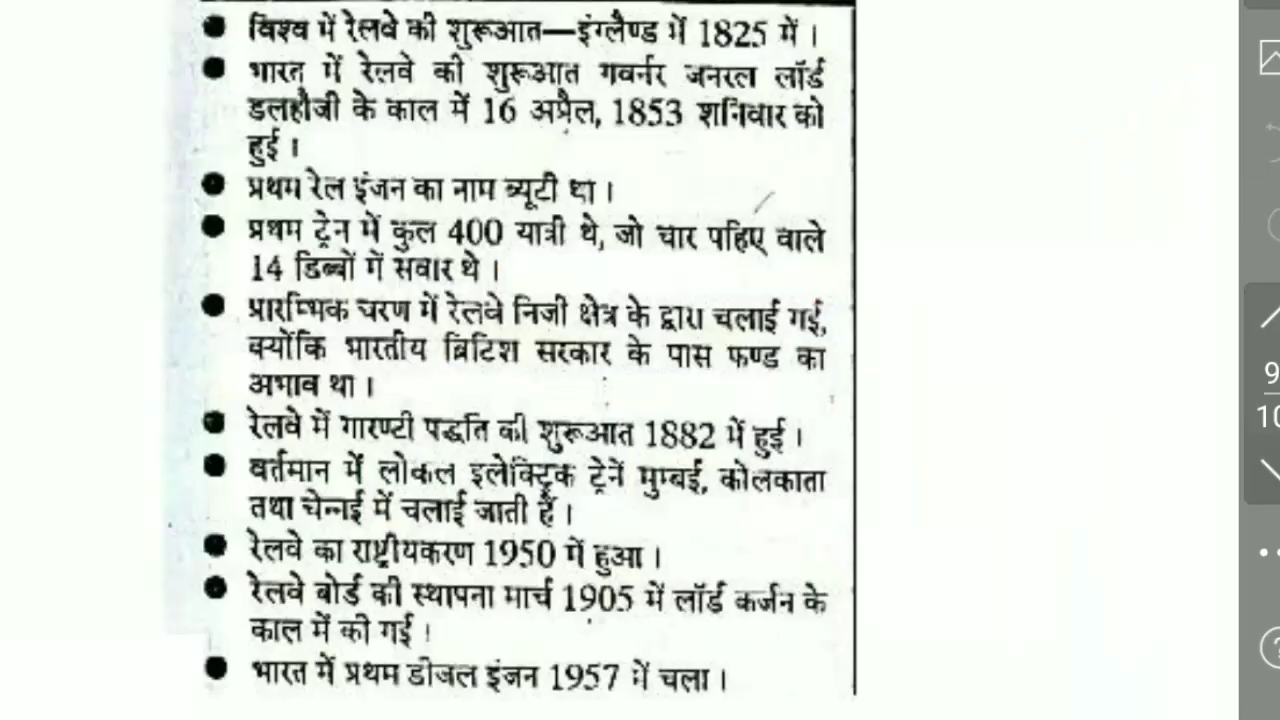 ● विश्व में रेलवे की शुरूआत—इंग्लैण्ड में 1825 में ।
● भारत में रेलवे की शुरूआत गवर्नर जनरल लॉर्ड
डलहौजी के काल में 16 अप्रैल, 1853 शनिवार को
हुई ।
● प्रथम रेल इंजन का नाम ब्यूटी था ।
● प्रथम ट्रेन में कुल 400 यात्री थे, जो चार पहिए वाले
14 डिब्बों में सवार थे ।
● प्रारम्भिक चरण में रेलवे निजी क्षेत्र के द्वारा चलाई गई,
क्योंकि भारतीय ब्रिटिश सरकार के पास फण्ड का
अभाव था ।
● रेलवे में गारण्टी पद्धति की शुरूआत 1882 में हुई ।
● वर्तमान में लोकल इलेक्ट्रिक ट्रेनें मुम्बई, कोलकाता
तथा चेन्नई में चलाई जाती हैं ।
● रेलवे का राष्ट्रीयकरण 1950 में हुआ ।
● रेलवे बोर्ड की स्थापना मार्च 1905 में लॉर्ड कर्जन के
काल में की गई ।
● भारत में प्रथम डीजल इंजन 1957 में चला ।
9